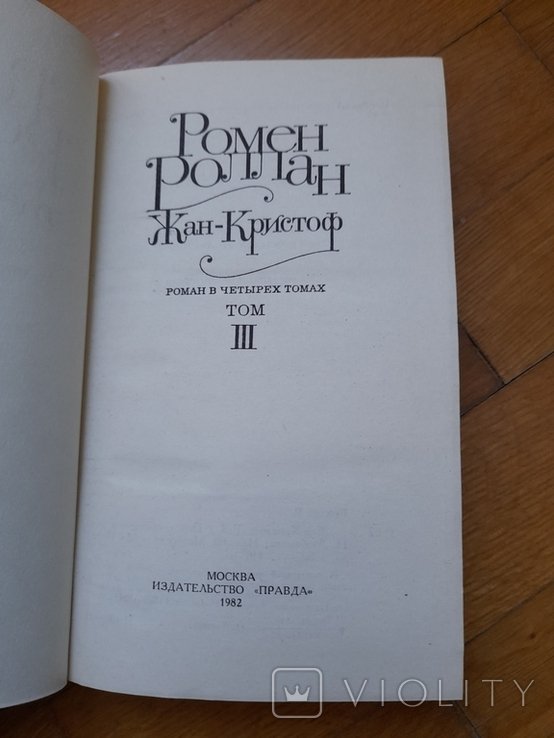 Ромен
Роллан
Жан-Кристоф
РОМАН В ЧЕТЫРЕХ ТОМАХ
ТОМ
III
МОСКВА
ИЗДАТЕЛЬСТВО «ПРАВДА»
1982
VIOLITY